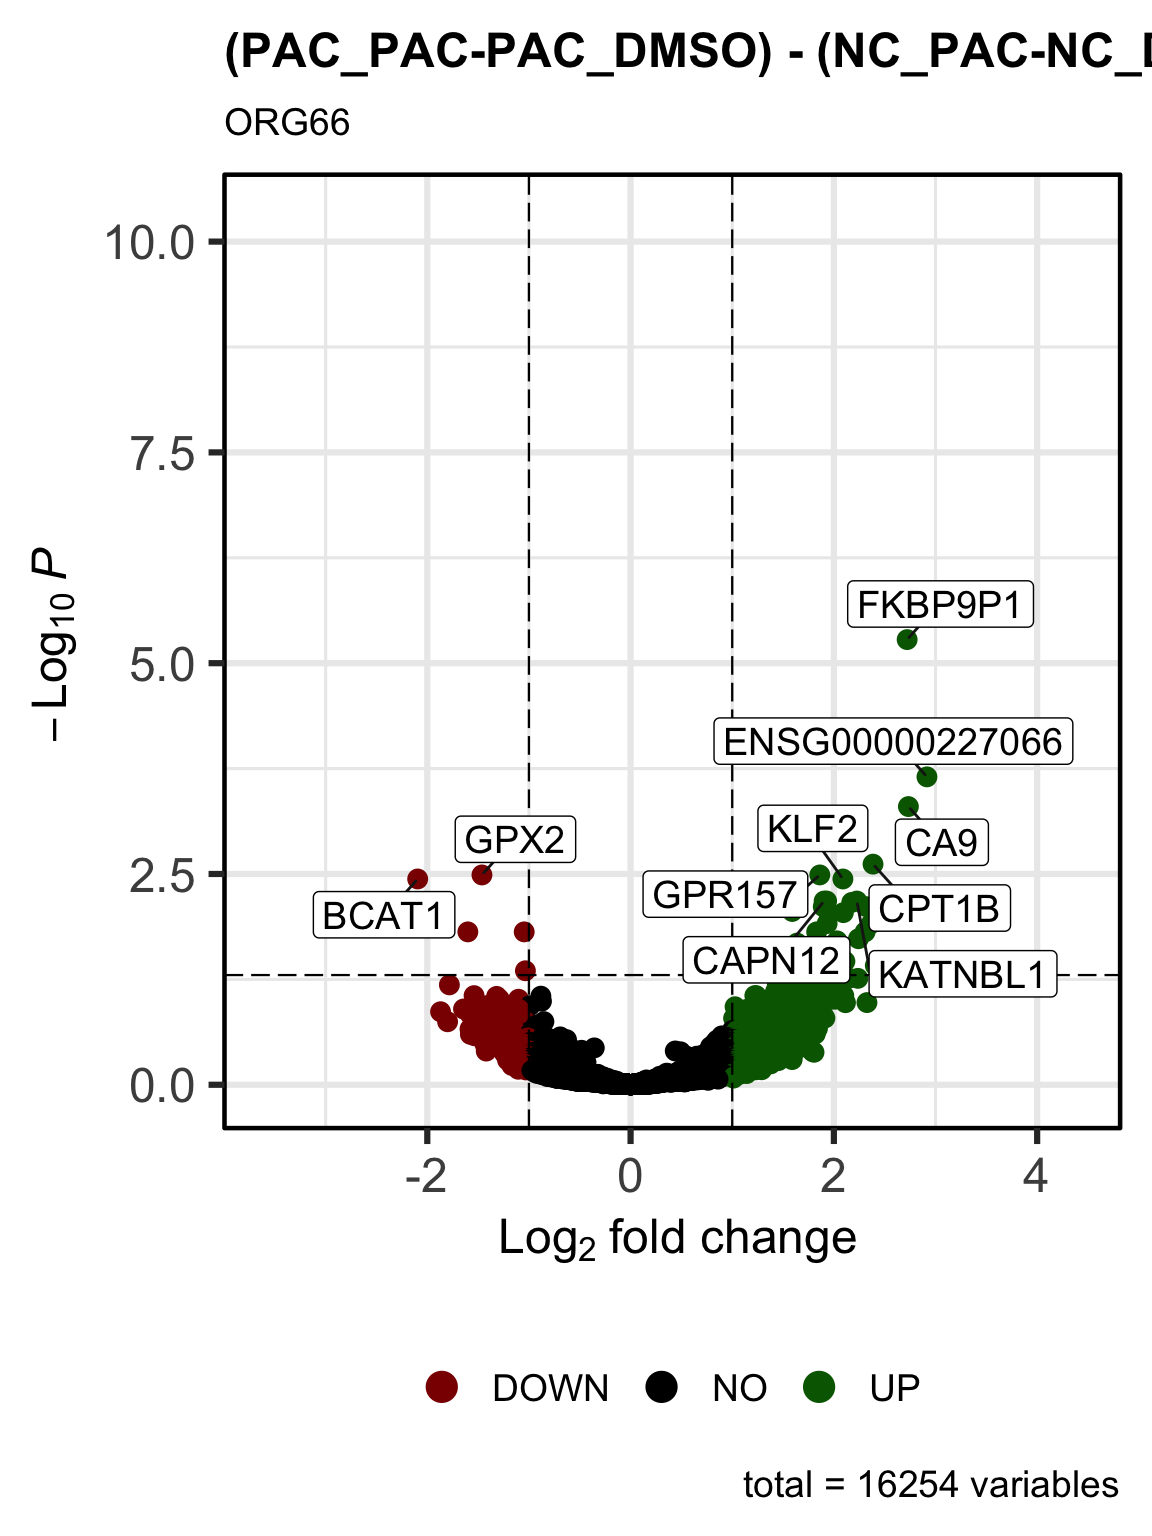 (PAC_PAC-PAC_DMSO) - (NC_PAC-NC_
ORG66
10.0
7.5
5.0
2.5
0.0
−Log10 P
FKBP9P1
ENSG00000227066
KLF2
CA9
GPX2
GPR157
CPT1B
BCAT1
CAPN12
KATNBL1
-2
0
2
4
Log2 fold change
DOWN
NO
UP
total = 16254 variables